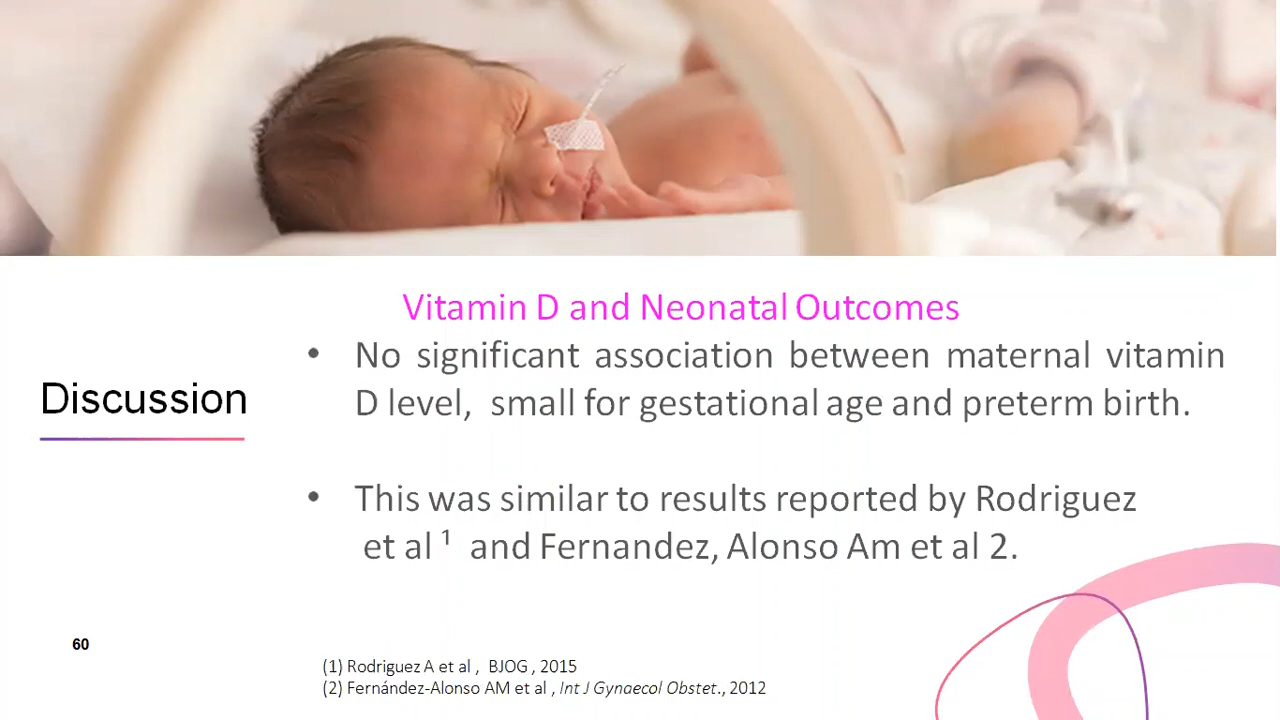 Vitamin D and Neonatal Outcomes
Discussion
• No significant association between maternal vitamin
D level, small for gestational age and preterm birth.
• This was similar to results reported by Rodriguez
et al ¹ and Fernandez, Alonso Am et al 2.
60
(1) Rodriguez A et al , BJOG , 2015
(2) Fernández-Alonso AM et al , Int J Gynaecol Obstet., 2012